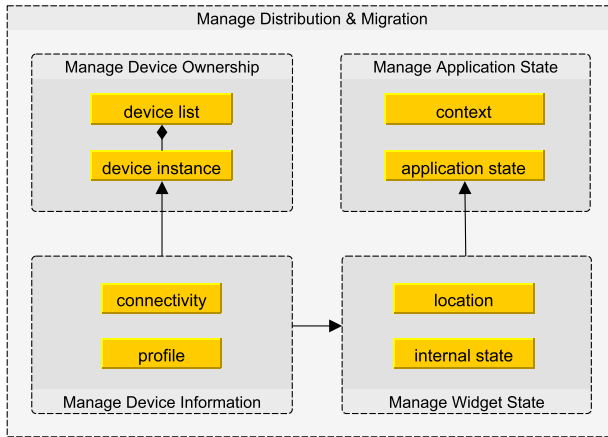 Manage Distribution & Migration
Manage Device Ownership
device list
device instance
Manage Application State
context
application state
connectivity
profile
Manage Device Information
location
internal state
Manage Widget State